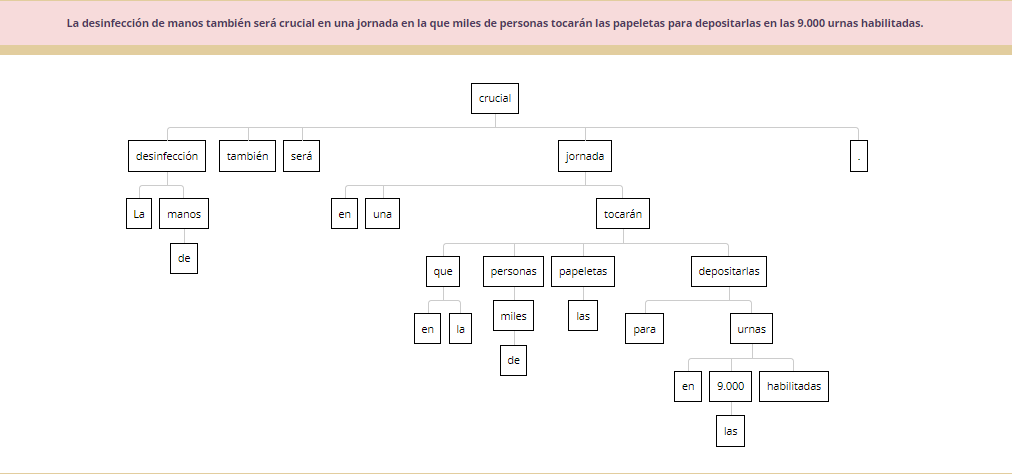 La desinfección de manos también será crucial en una jornada en la que miles de personas tocarán las papeletas para depositarlas en las 9.000 urnas habilitadas.
crucial
desinfección también será jornada .
La manos en una tocarán
de que personas papeletas depositarlas
en la miles las para urnas
de en 9.000 habilitadas
las